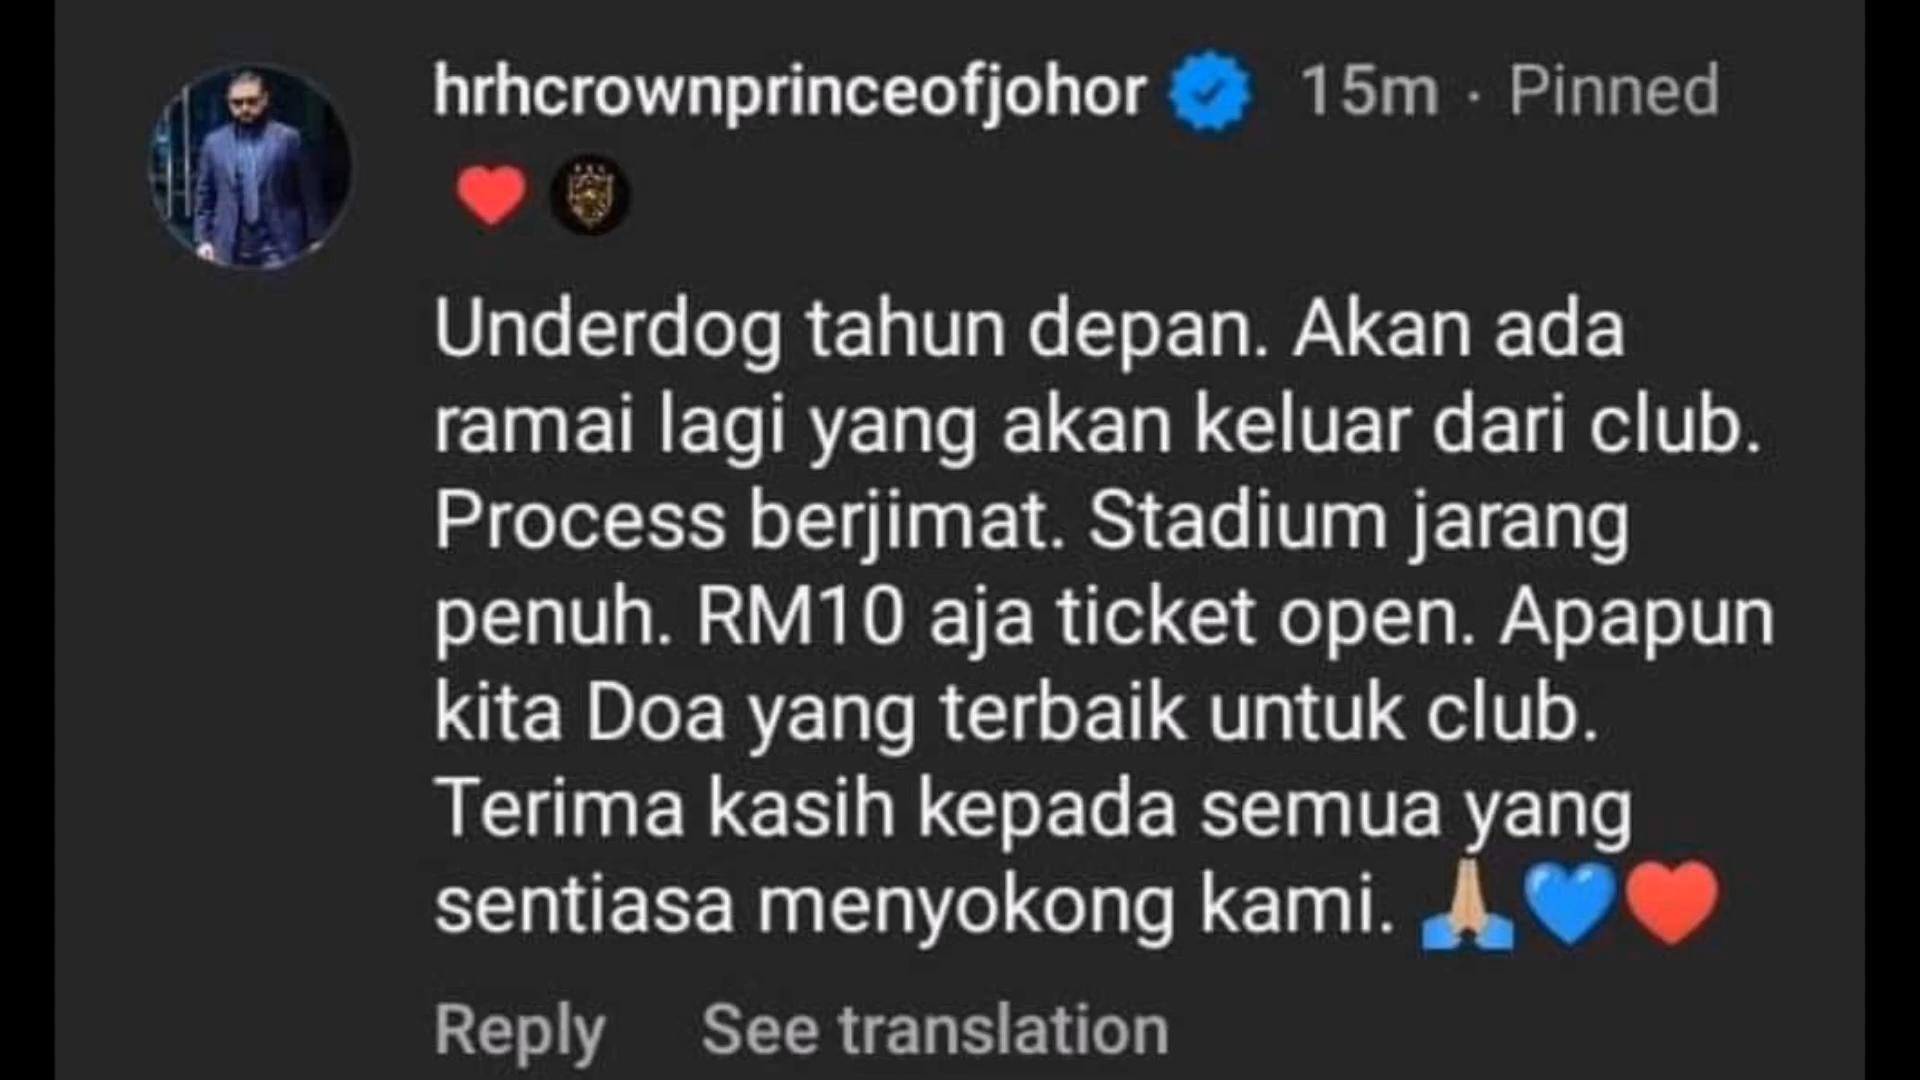 hrhcrownprinceofjohor 15m · Pinned
Underdog tahun depan. Akan ada
ramai lagi yang akan keluar dari club.
Process berjimat. Stadium jarang
penuh. RM10 aja ticket open. Apapun
kita Doa yang terbaik untuk club.
Terima kasih kepada semua yang
sentiasa menyokong kami. 🙏🏼💙❤️
Reply See translation